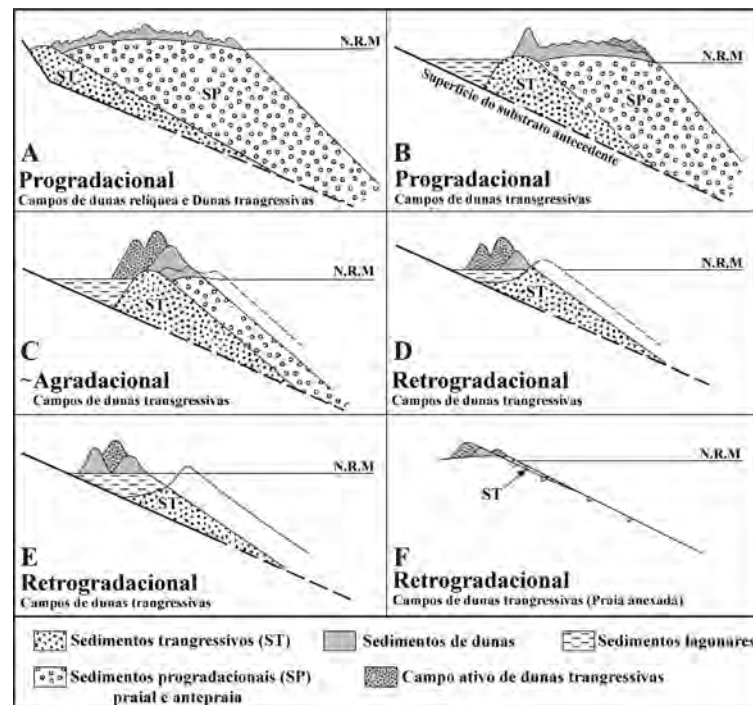 N.R.M
ST
SP
A
Progradacional
Campos de dunas relíquea e Dunas trangressivas
N.R.M
ST
SP
Superfície do substrato antecedente
B
Progradacional
Campos de dunas transgressivas
N.R.M
ST
C
~Agradacional
Campos de dunas transgressivas
N.R.M
ST
D
Retrogradacional
Campos de dunas transgressivas
N.R.M
ST
E
Retrogradacional
Campos de dunas trangressivas
N.R.M
ST
F
Retrogradacional
Campos de dunas trangressivas (Praia anexada)
Sedimentos trangressivos (ST)
Sedimentos de dunas
Sedimentos lagunares
Sedimentos progradacionais (SP)
praial e antepraia
Campo ativo de dunas trangressivas